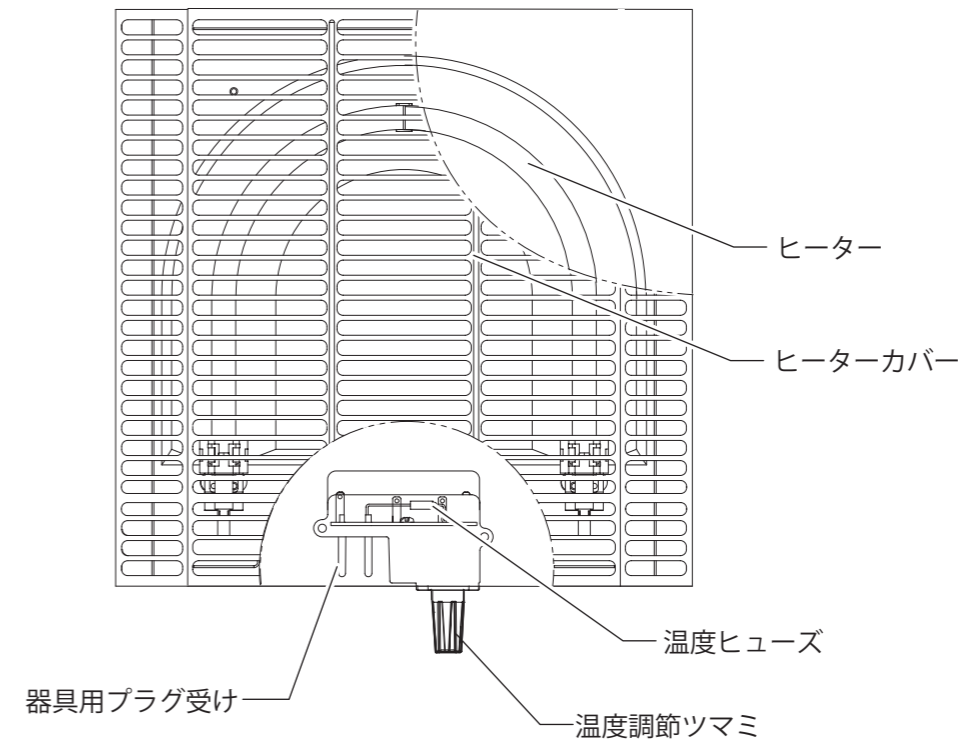 ヒーター
ヒーターカバー
温度ヒューズ
器具用プラグ受け
温度調節ツマミ